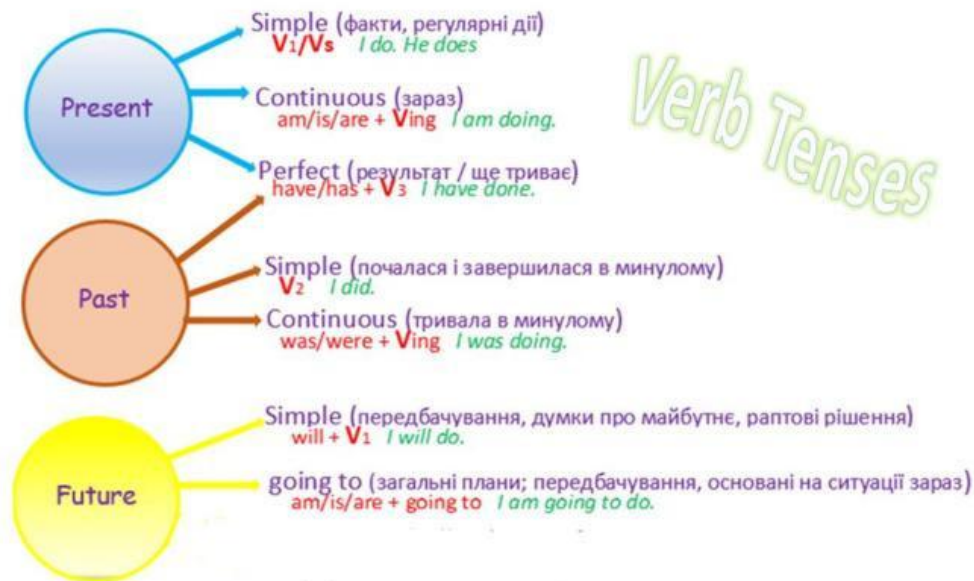 Verb Tenses
Present
Simple (факти, регулярні дії)
V1/Vs I do. He does
Continuous (зараз)
am/is/are + Ving I am doing.
Perfect (результат / ще триває)
have/has + V3 I have done.
Past
Simple (почалася і завершилася в минулому)
V2 I did.
Continuous (тривала в минулому)
was/were + Ving I was doing.
Future
Simple (передбачування, думки про майбутнє, раптові рішення)
will + V1 I will do.
going to (загальні плани; передбачування, основані на ситуації зараз)
am/is/are + going to I am going to do.